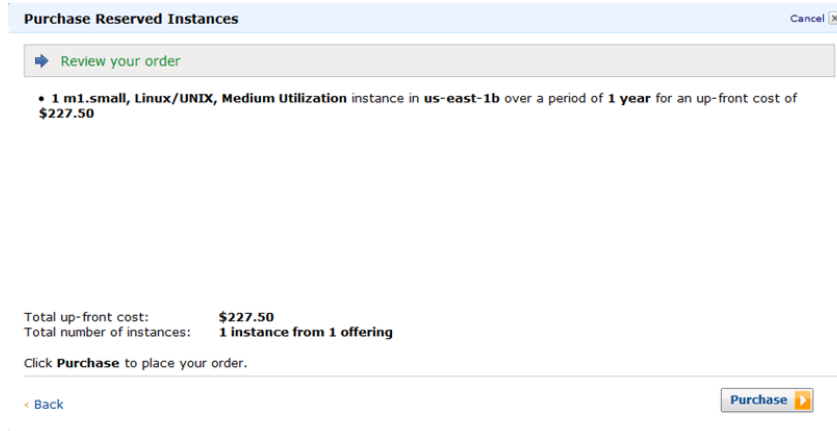 Purchase Reserved Instances
Cancel
Review your order
• 1 m1.small, Linux/UNIX, Medium Utilization instance in us-east-1b over a period of 1 year for an up-front cost of
$227.50
Total up-front cost: $227.50
Total number of instances: 1 instance from 1 offering
Click Purchase to place your order.
< Back
Purchase